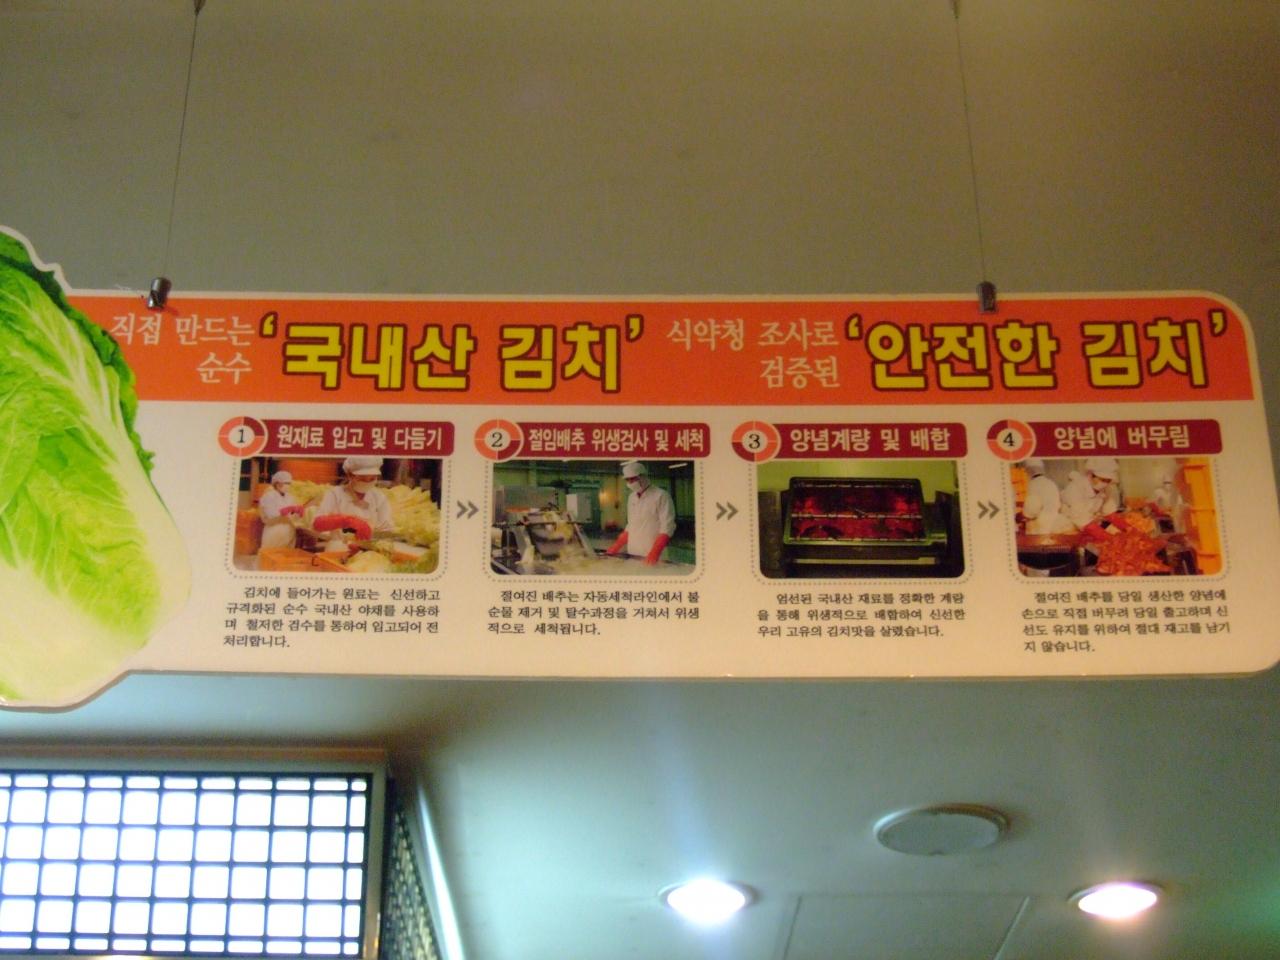 직접 만드는
순수
‘국내산 김치’
식약청 조사로
검증된
‘안전한 김치’
1 원재료 입고 및 다듬기
김치에 들어가는 원료는 신선하고
규격화된 순수 국내산 야채를 사용하
며 철저한 검수를 통하여 입고되어 전
처리합니다.
2 절임배추 위생검사 및 세척
절여진 배추는 자동세척라인에서 불
순물 제거 및 탈수과정을 거쳐서 위생
적으로 세척됩니다.
3 양념계량 및 배합
엄선된 국내산 재료를 정확한 계량
을 통해 위생적으로 배합하여 신선한
우리 고유의 김치맛을 살렸습니다.
4 양념에 버무림
절여진 배추를 당일 생산한 양념에
손으로 직접 버무려 당일 출고하며 신
선도 유지를 위하여 절대 재고를 남기
지 않습니다.